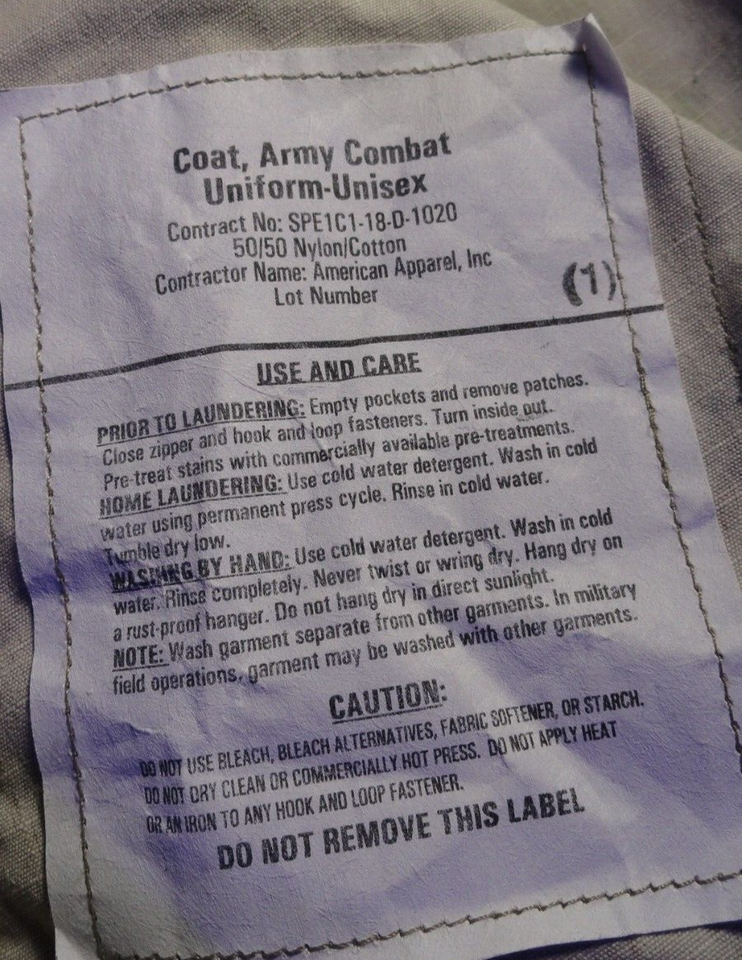 Coat, Army Combat
Uniform-Unisex
Contract No: SPE1C1-18-D-1020
50/50 Nylon/Cotton
Contractor Name: American Apparel, Inc
Lot Number
(1)
USE AND CARE
PRIOR TO LAUNDERING: Empty pockets and remove patches.
Close zipper and hook and loop fasteners. Turn inside out.
Pre-treat stains with commercially available pre-treatments.
HOME LAUNDERING: Use cold water detergent. Wash in cold
water using permanent press cycle. Rinse in cold water.
Tumble dry low.
WASHING BY HAND: Use cold water detergent. Wash in cold
water. Rinse completely. Never twist or wring dry. Hang dry on
a rust-proof hanger. Do not hang dry in direct sunlight.
NOTE: Wash garment separate from other garments. In military
field operations, garment may be washed with other garments.
CAUTION:
DO NOT USE BLEACH, BLEACH ALTERNATIVES, FABRIC SOFTENER, OR STARCH.
DO NOT DRY CLEAN OR COMMERCIALLY HOT PRESS. DO NOT APPLY HEAT
OR AN IRON TO ANY HOOK AND LOOP FASTENER.
DO NOT REMOVE THIS LABEL